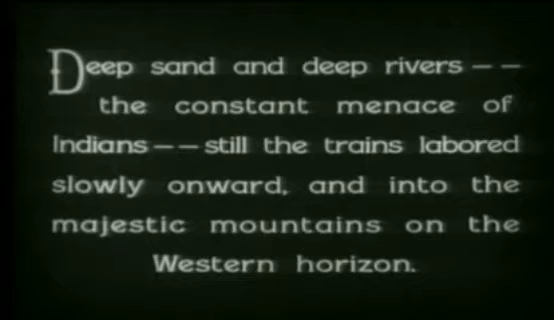 Deep sand and deep rivers——
the constant menace of
Indians——still the trains labored
slowly onward, and into the
majestic mountains on the
Western horizon.